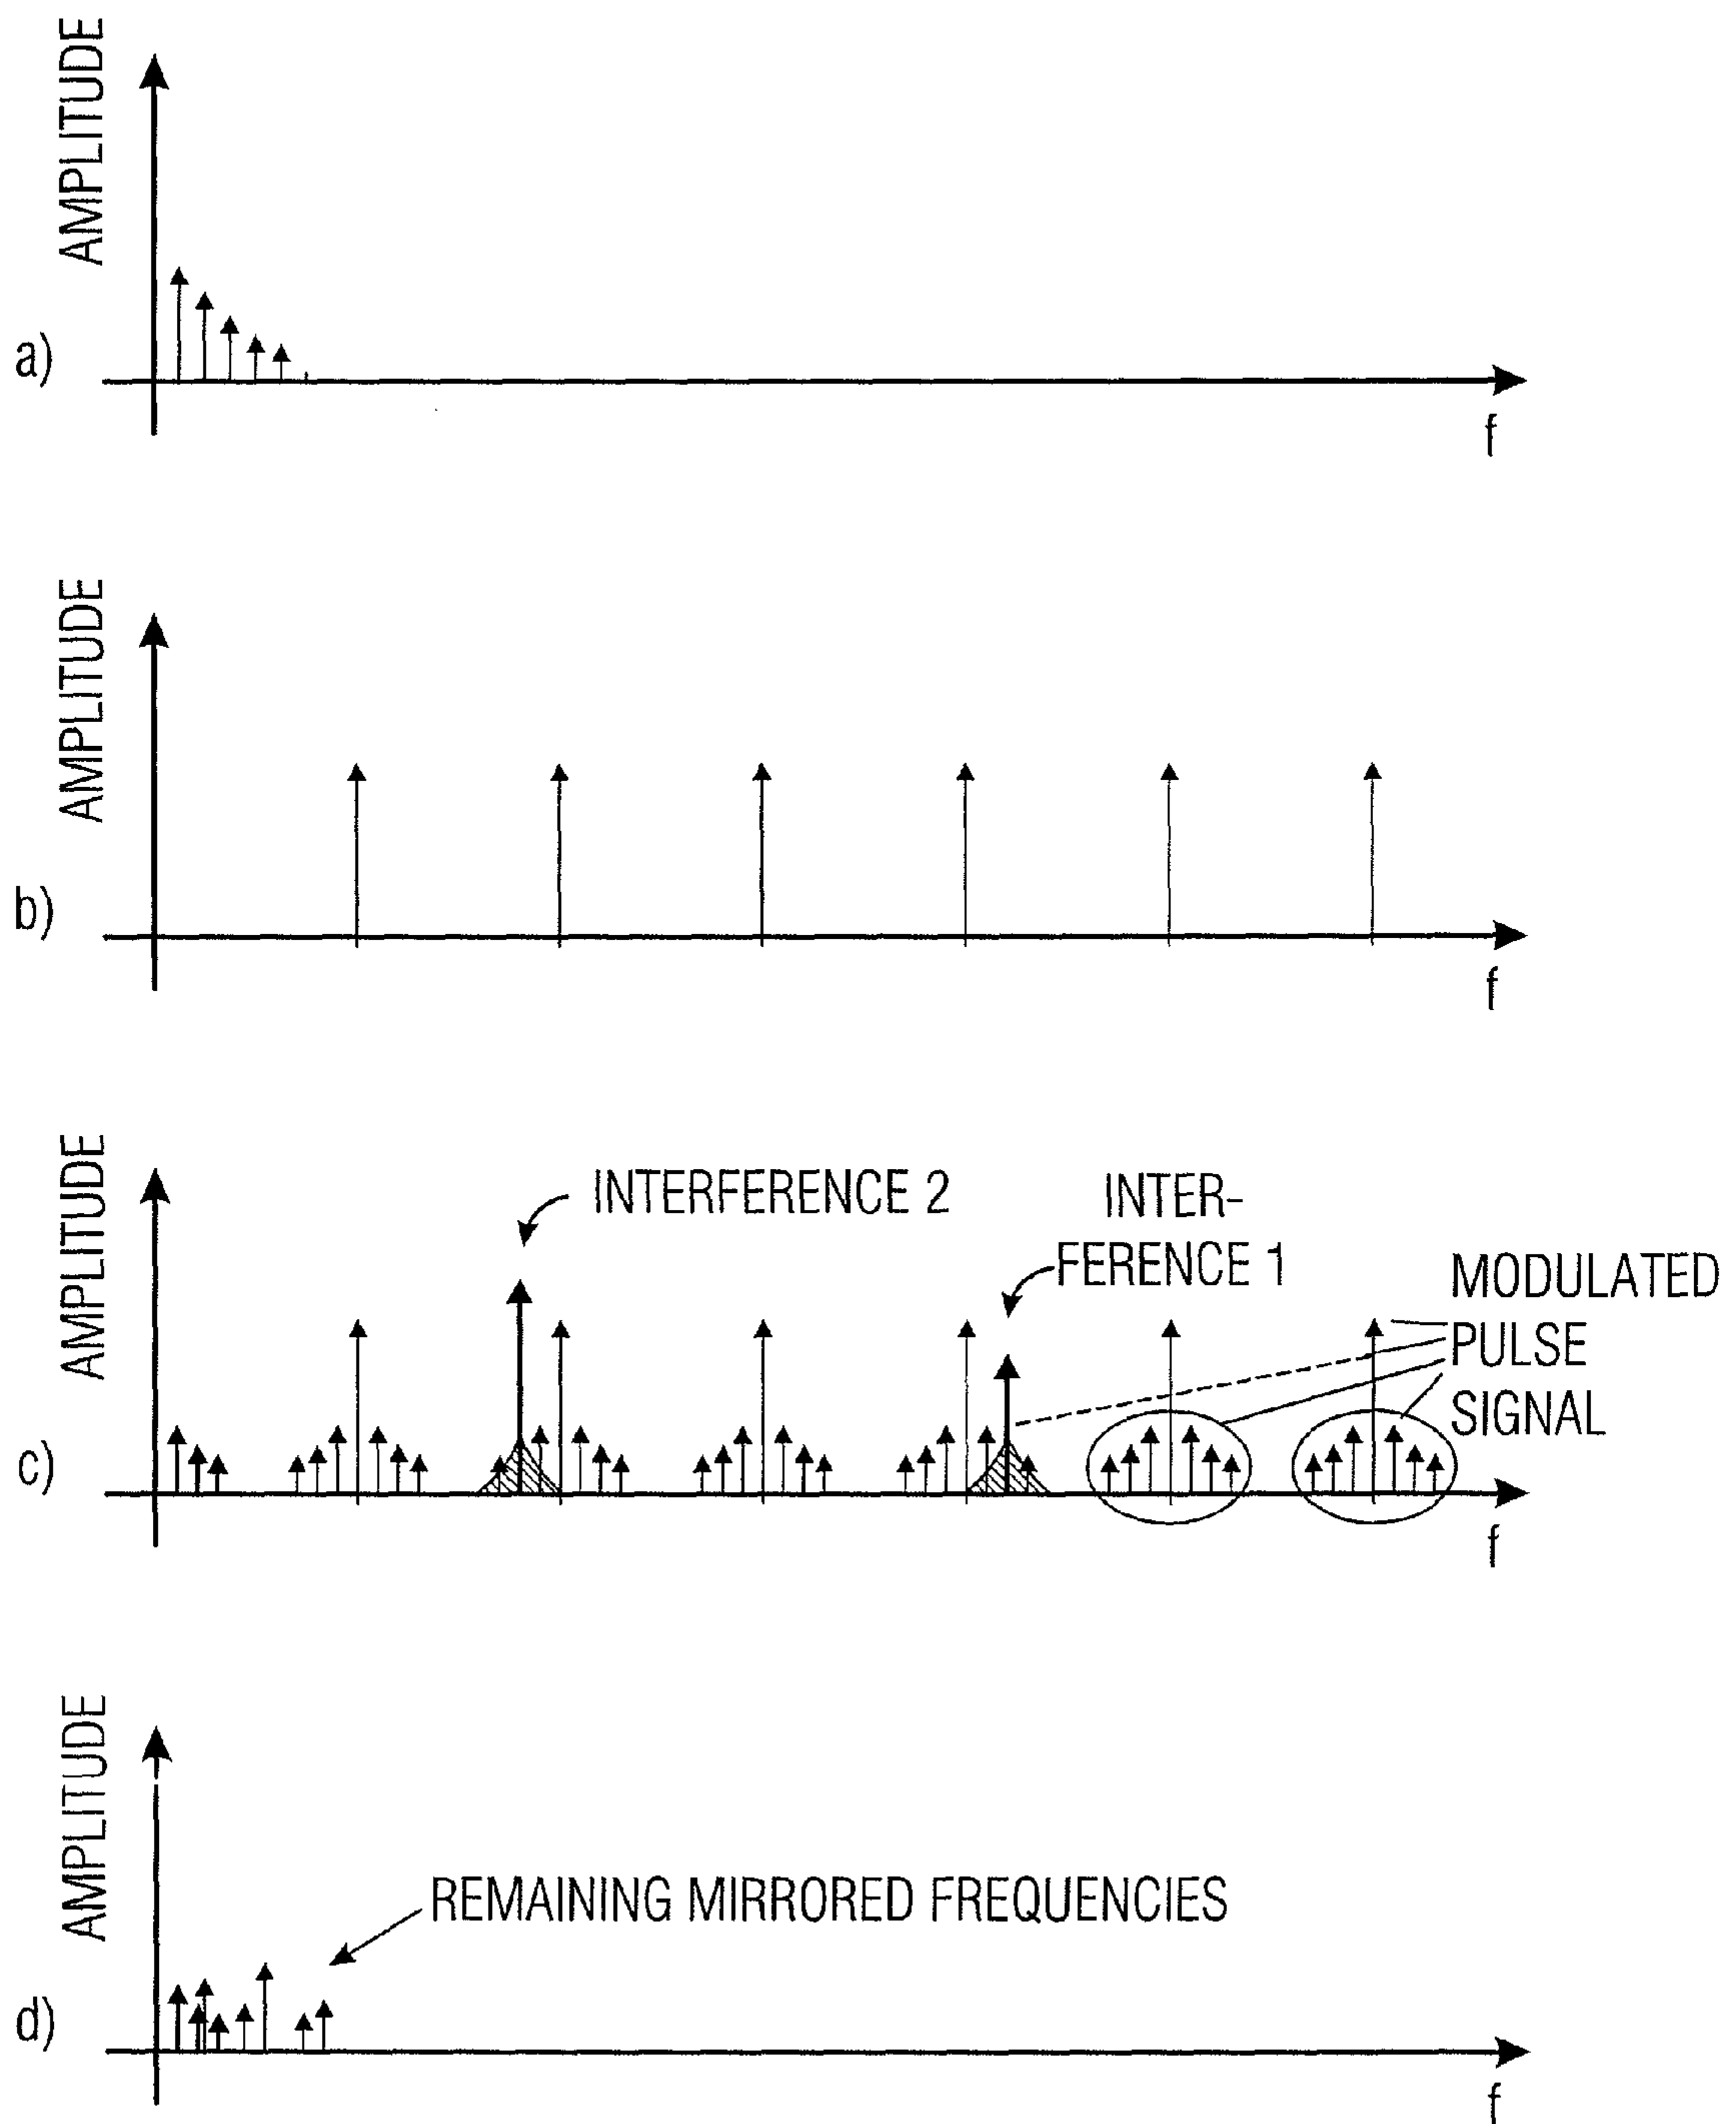 AMPLITUDE
a)
f
AMPLITUDE
b)
f
AMPLITUDE
INTERFERENCE 2
INTER-
FERENCE 1
MODULATED
PULSE
SIGNAL
c)
f
AMPLITUDE
REMAINING MIRRORED FREQUENCIES
d)
f